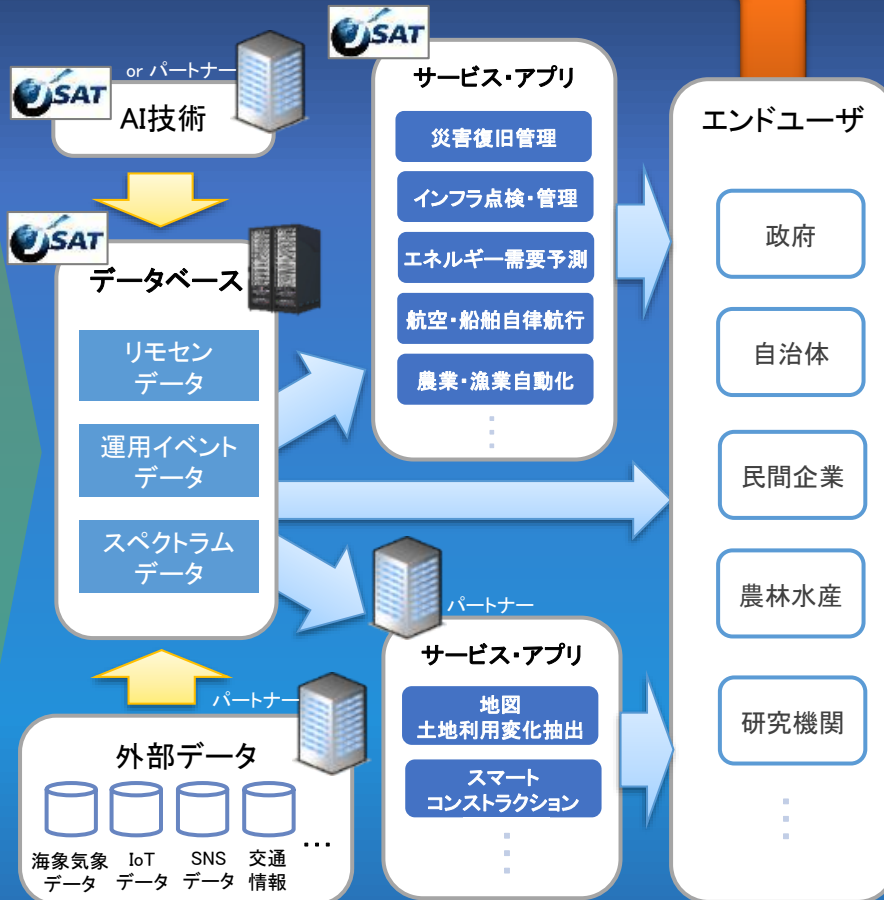 JSAT
or パートナー
AI技術
JSAT
データベース
リモセン
データ
運用イベント
データ
スペクトラム
データ
パートナー
外部データ
海象気象
データ
IoT
データ
SNS
データ
交通
情報
…
JSAT
サービス・アプリ
災害復旧管理
インフラ点検・管理
エネルギー需要予測
航空・船舶自律航行
農業・漁業自動化
パートナー
サービス・アプリ
地図
土地利用変化抽出
スマート
コンストラクション
エンドユーザ
政府
自治体
民間企業
農林水産
研究機関